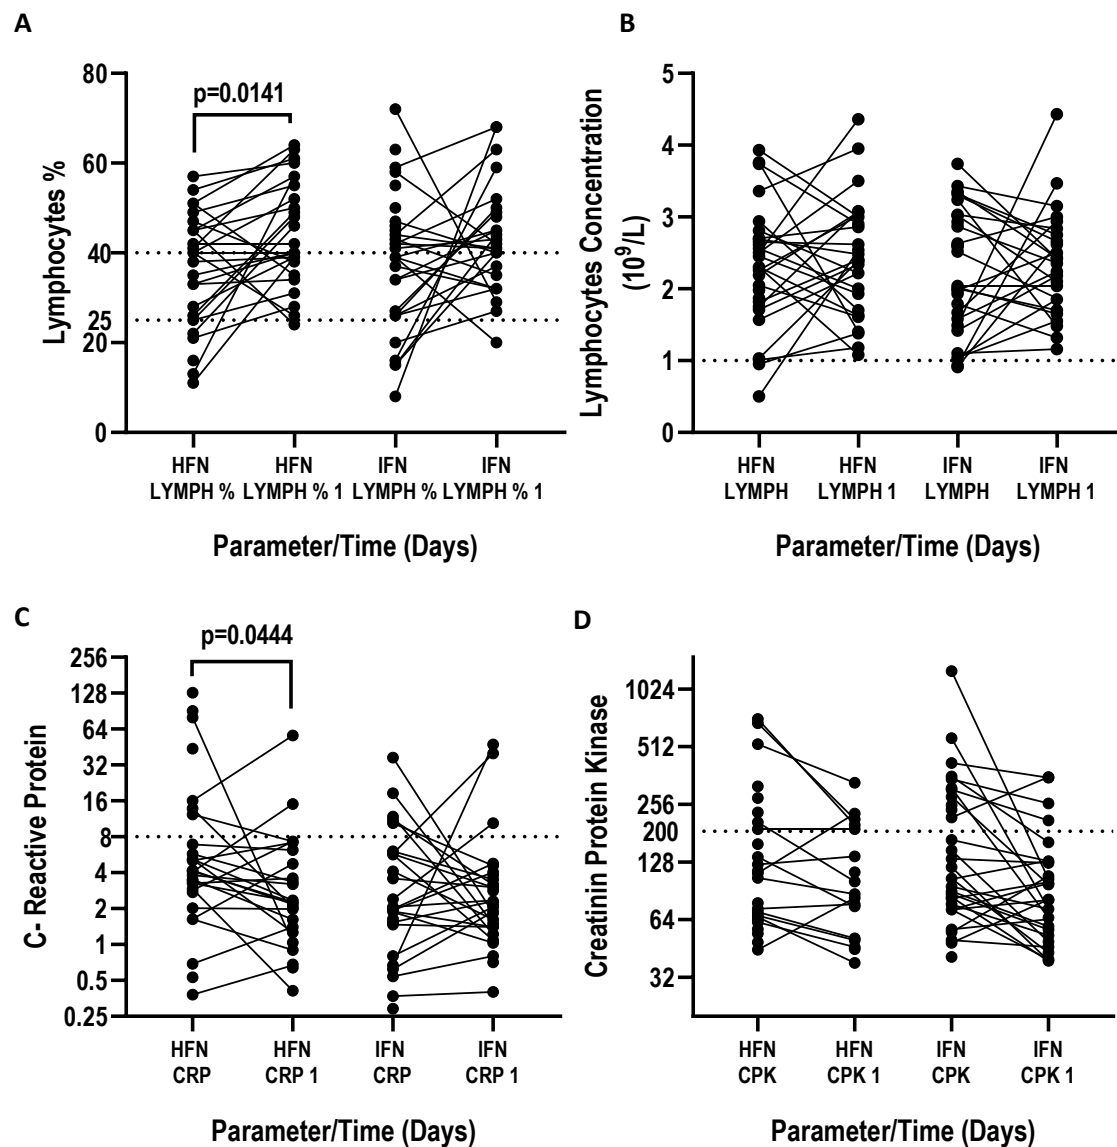 A
p=0.0141
Lymphocytes %
80
60
40
25
20
0
HFN HFN IFN IFN
LYMPH % LYMPH % 1 LYMPH % LYMPH % 1
Parameter/Time (Days)
B
Lymphocytes Concentration
(10⁹/L)
5
4
3
2
1
0
HFN HFN IFN IFN
LYMPH LYMPH 1 LYMPH LYMPH 1
Parameter/Time (Days)
C
p=0.0444
C- Reactive Protein
256
128
64
32
16
8
4
2
1
0.5
0.25
HFN HFN IFN IFN
CRP CRP 1 CRP CRP 1
Parameter/Time (Days)
D
Creatinin Protein Kinase
1024
512
256
200
128
64
32
HFN HFN IFN IFN
CPK CPK 1 CPK CPK 1
Parameter/Time (Days)